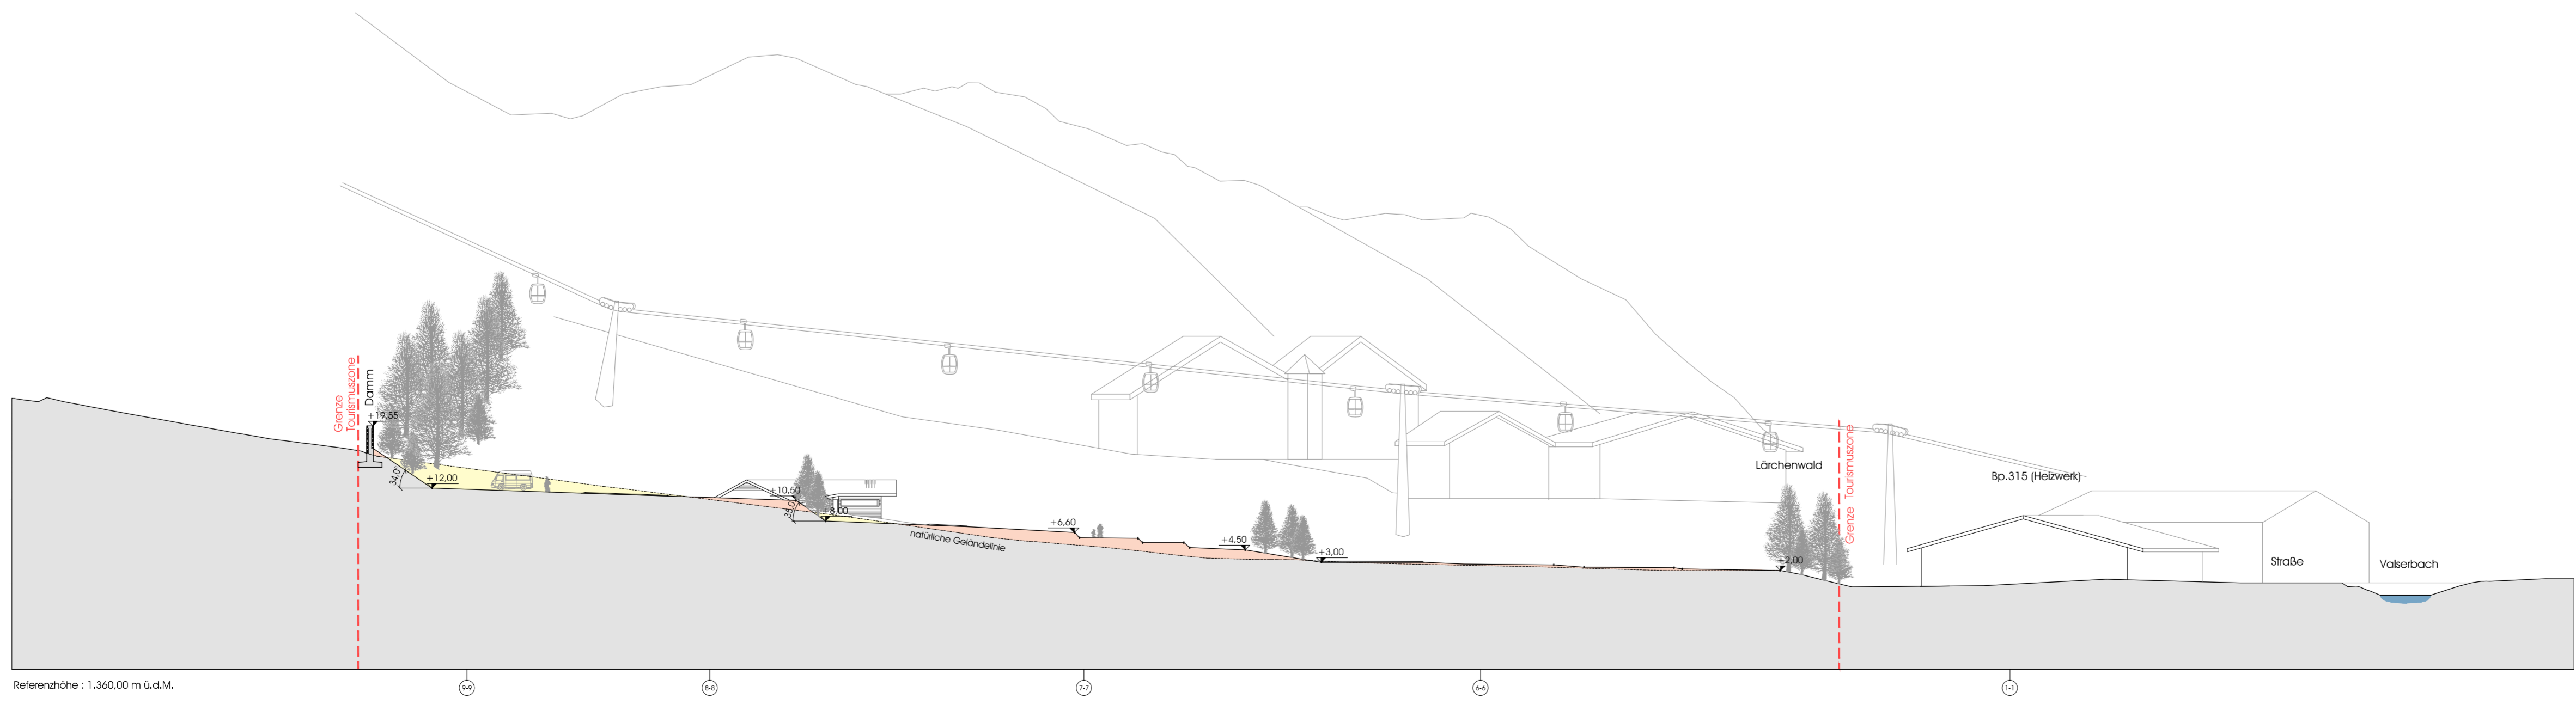 Grenze
Tourismuszone
Damm
+19,55
34,0°
+12,00
+10,50
35,0°
+8,00
natürliche Geländelinie
+6,60
+4,50
+3,00
Lärchenwald
+2,00
Grenze Tourismuszone
Bp.315 (Heizwerk)
Straße
Valserbach
Referenzhöhe : 1.360,00 m ü.d.M.
9-9
8-8
7-7
6-6
1-1